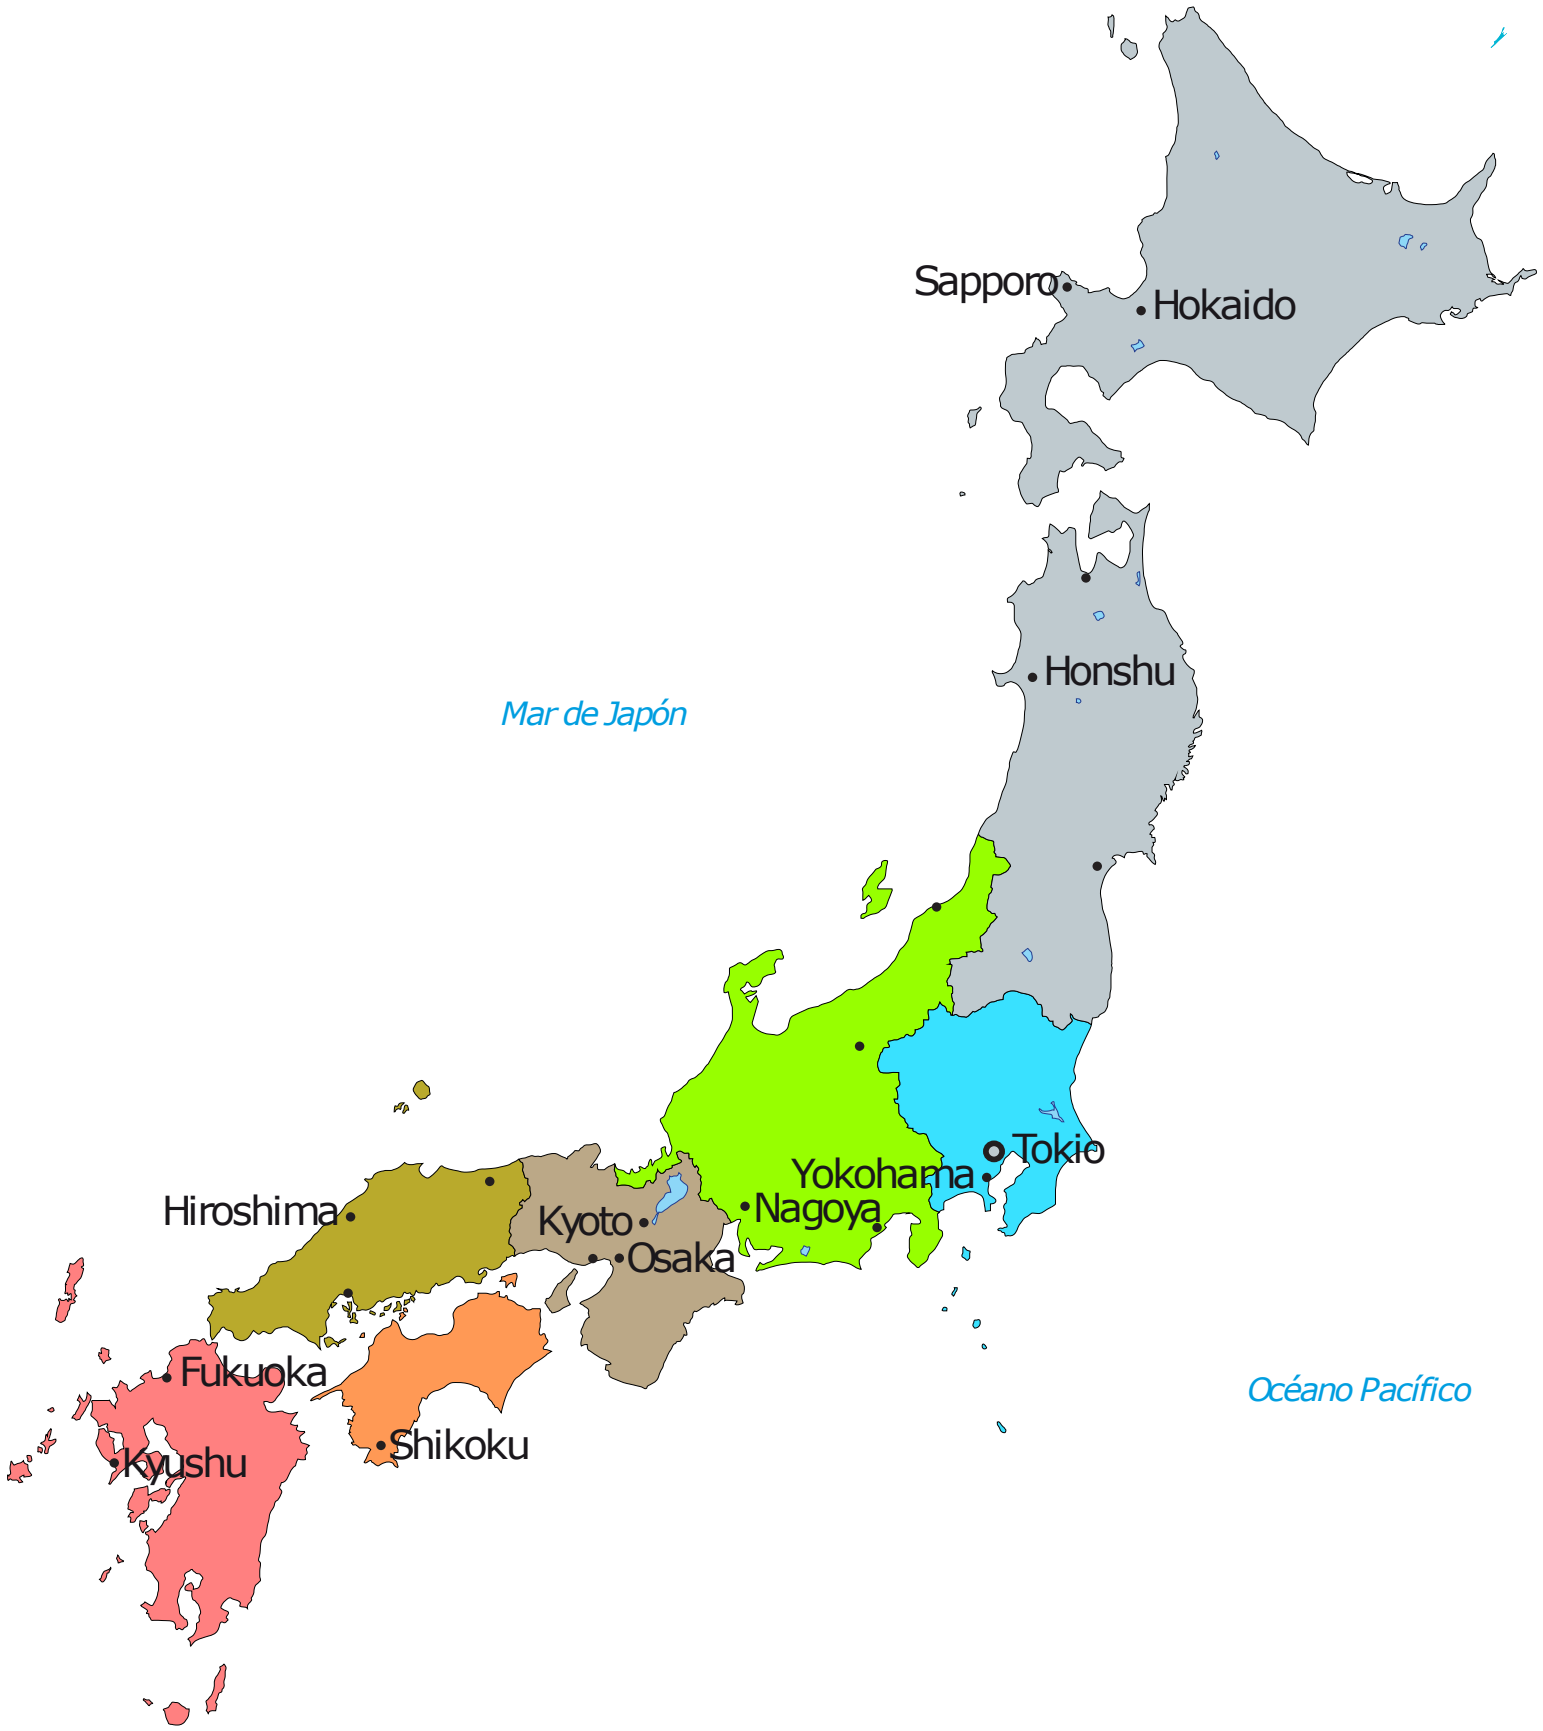 Sapporo
Hokaido
Honshu
Mar de Japón
Tokio
Yokohama
Nagoya
Hiroshima
Kyoto
Osaka
Fukuoka
Océano Pacífico
Shikoku
Kyushu